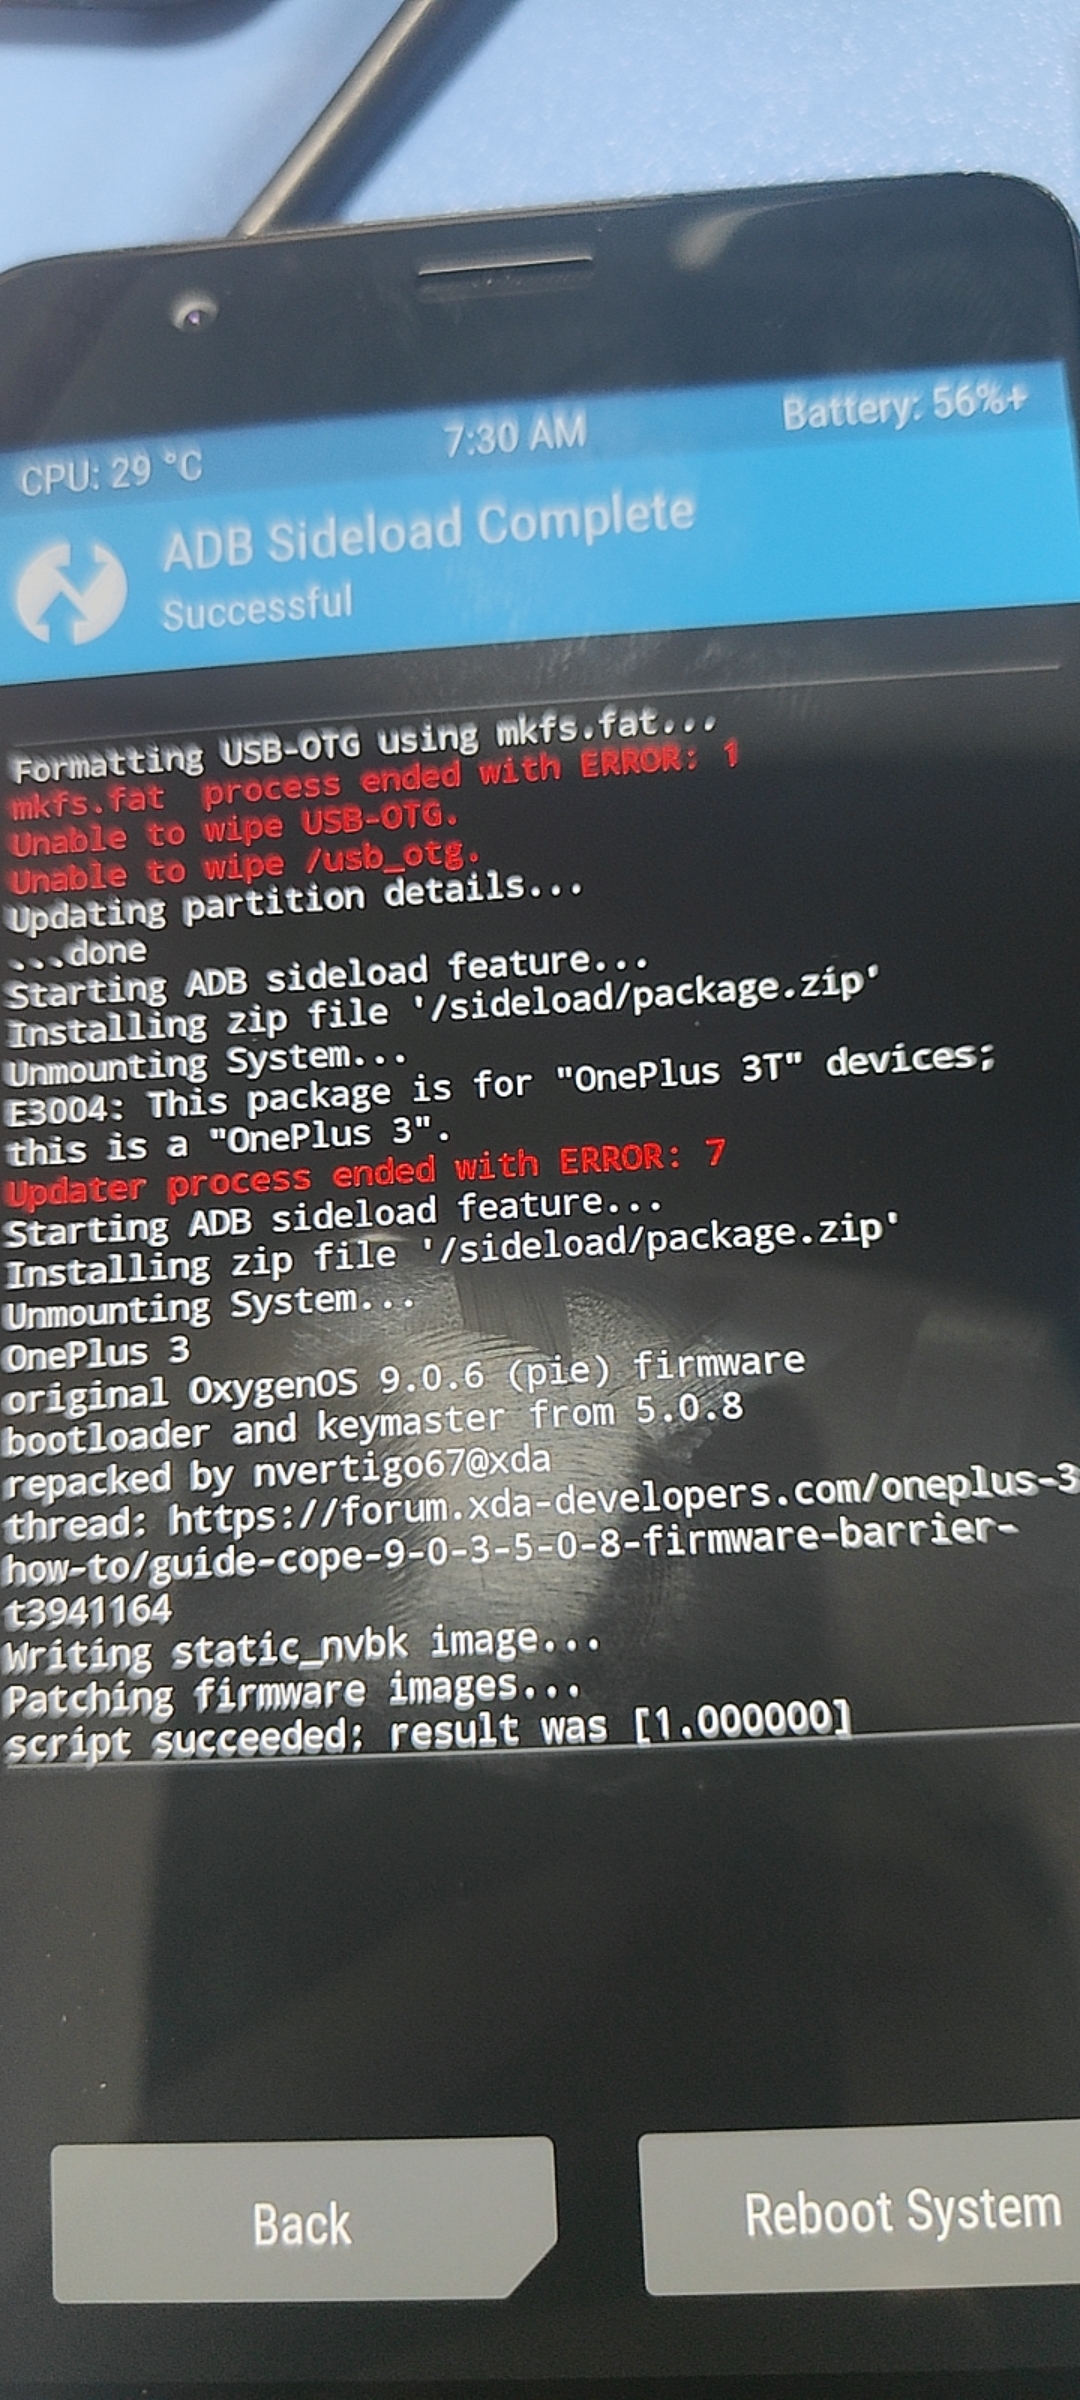 CPU: 29 °C 7:30 AM Battery: 56%+
ADB Sideload Complete
Successful
Formatting USB-OTG using mkfs.fat...
mkfs.fat  process ended with ERROR: 1
Unable to wipe USB-OTG.
Unable to wipe /usb_otg.
Updating partition details...
...done
Starting ADB sideload feature...
Installing zip file '/sideload/package.zip'
Unmounting System...
E3004: This package is for "OnePlus 3T" devices;
this is a "OnePlus 3".
Updater process ended with ERROR: 7
Starting ADB sideload feature...
Installing zip file '/sideload/package.zip'
Unmounting System...
OnePlus 3
original OxygenOS 9.0.6 (pie) firmware
bootloader and keymaster from 5.0.8
repacked by nvertigo67@xda
thread: https://forum.xda-developers.com/oneplus-3
how-to/guide-cope-9-0-3-5-0-8-firmware-barrier-
t3941164
Writing static_nvbk image...
Patching firmware images...
script succeeded: result was [1.000000]
Back
Reboot System